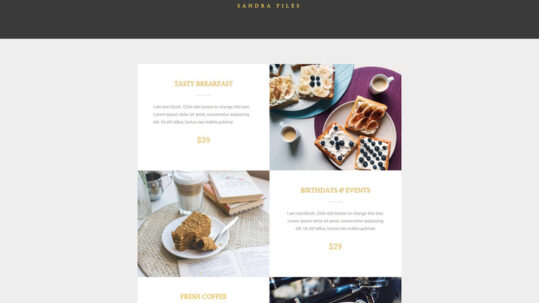 SANDRA FILES
TASTY BREAKFAST
I am text block. Click edit button to change this text.
Lorem ipsum dolor sit amet, consectetur adipiscing
elit. Ut elit tellus, luctus nec mattis pulvinar.
$39
BIRTHDAYS & EVENTS
I am text block. Click edit button to change this text.
Lorem ipsum dolor sit amet, consectetur adipiscing
elit. Ut elit tellus, luctus nec mattis pulvinar.
$29
FRESH COFFEE